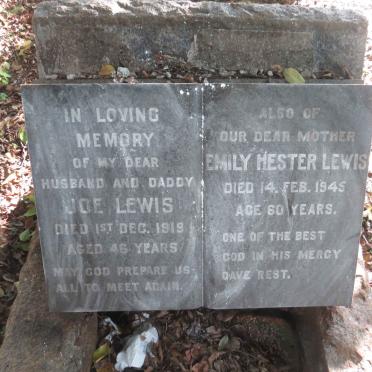 IN LOVING
MEMORY
OF MY DEAR
HUSBAND AND DADDY
JOE LEWIS
DIED 1ST DEC. 1919
AGED 46 YEARS
MAY GOD PREPARE US
ALL TO MEET AGAIN.
ALSO OF
OUR DEAR MOTHER
EMILY HESTER LEWIS
DIED 14. FEB. 1945
AGE 60 YEARS.
ONE OF THE BEST
GOD IN HIS MERCY
GAVE REST.